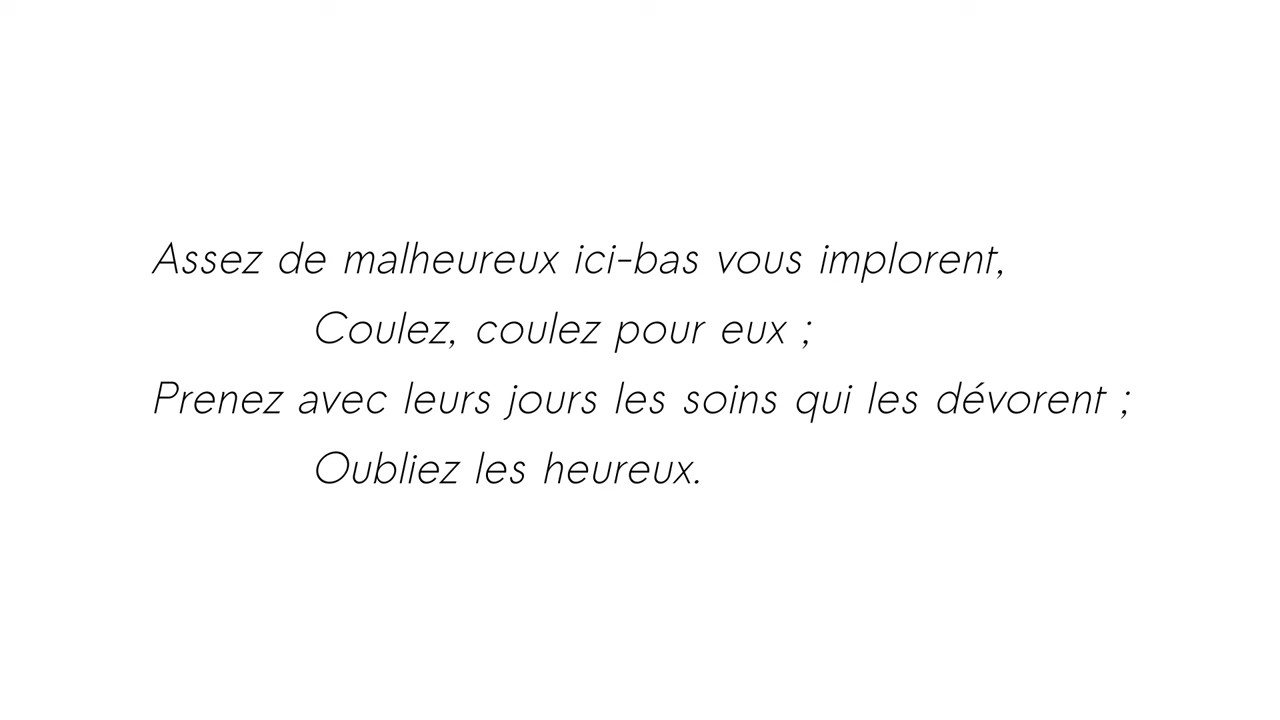 Assez de malheureux ici-bas vous implorent,
Coulez, coulez pour eux ;
Prenez avec leurs jours les soins qui les dévorent ;
Oubliez les heureux.